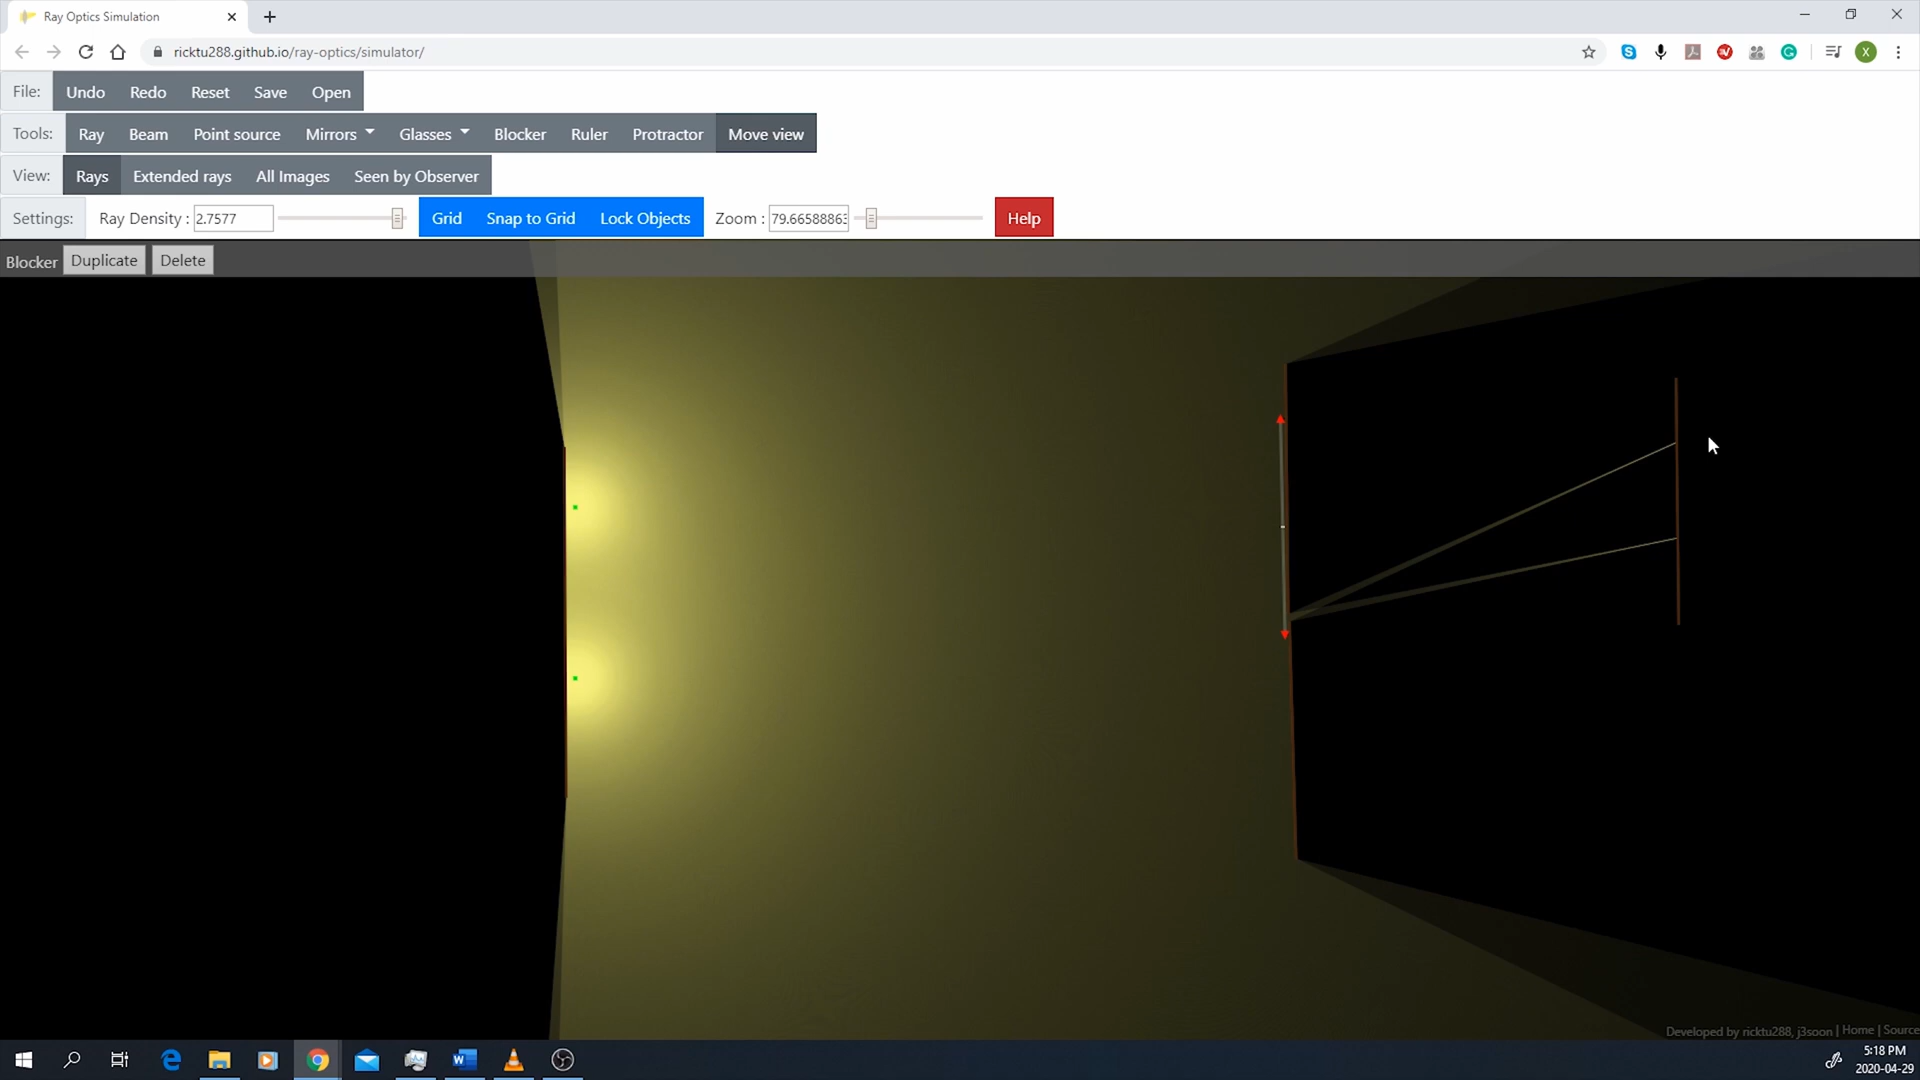 Ray Optics Simulation
ricktu288.github.io/ray-optics/simulator/
File: Undo Redo Reset Save Open
Tools: Ray Beam Point source Mirrors Glasses Blocker Ruler Protractor Move view
View: Rays Extended rays All Images Seen by Observer
Settings: Ray Density : 2.7577 Grid Snap to Grid Lock Objects Zoom : 79.66588863 Help
Blocker Duplicate Delete
Developed by ricktu288, j3soon | Home | Source
5:18 PM
2020-04-29